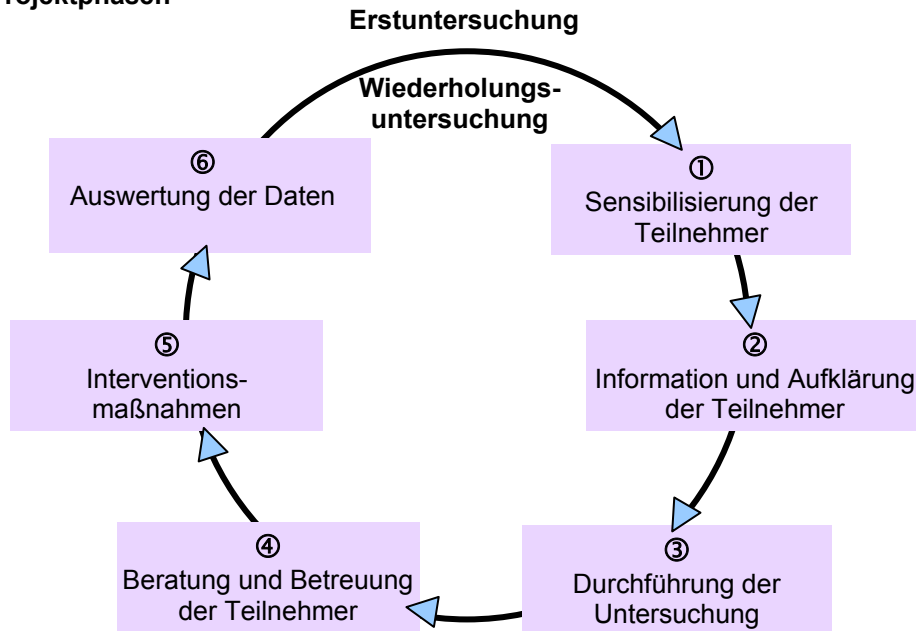 Erstuntersuchung
Wiederholungs-
untersuchung
①
Sensibilisierung der
Teilnehmer
②
Information und Aufklärung
der Teilnehmer
③
Durchführung der
Untersuchung
④
Beratung und Betreuung
der Teilnehmer
⑤
Interventions-
maßnahmen
⑥
Auswertung der Daten